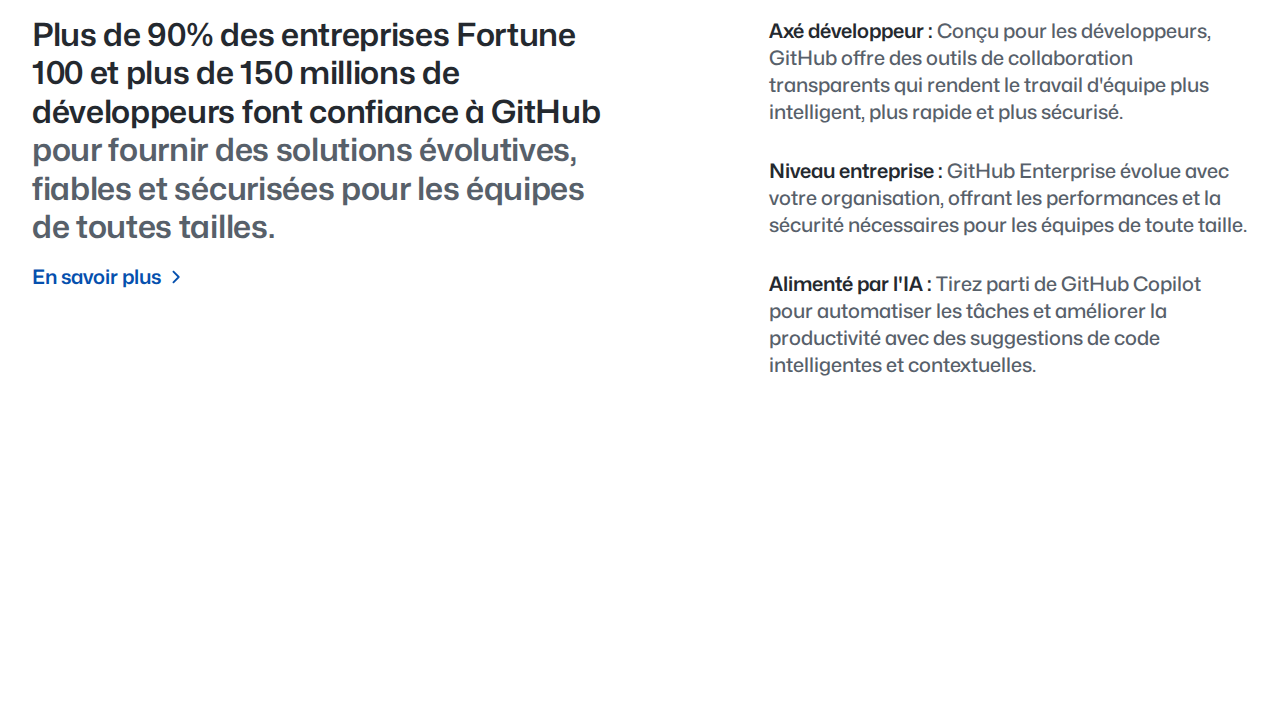 Plus de 90% des entreprises Fortune
100 et plus de 150 millions de
développeurs font confiance à GitHub
pour fournir des solutions évolutives,
fiables et sécurisées pour les équipes
de toutes tailles.
En savoir plus
Axé développeur : Conçu pour les développeurs,
GitHub offre des outils de collaboration
transparents qui rendent le travail d'équipe plus
intelligent, plus rapide et plus sécurisé.
Niveau entreprise : GitHub Enterprise évolue avec
votre organisation, offrant les performances et la
sécurité nécessaires pour les équipes de toute taille.
Alimenté par l'IA : Tirez parti de GitHub Copilot
pour automatiser les tâches et améliorer la
productivité avec des suggestions de code
intelligentes et contextuelles.